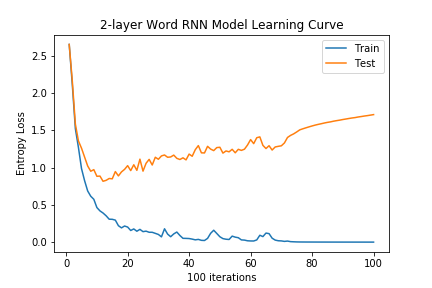 2-layer Word RNN Model Learning Curve
Train
Test
Entropy Loss
2.5
2.0
1.5
1.0
0.5
0.0
0 20 40 60 80 100
100 iterations